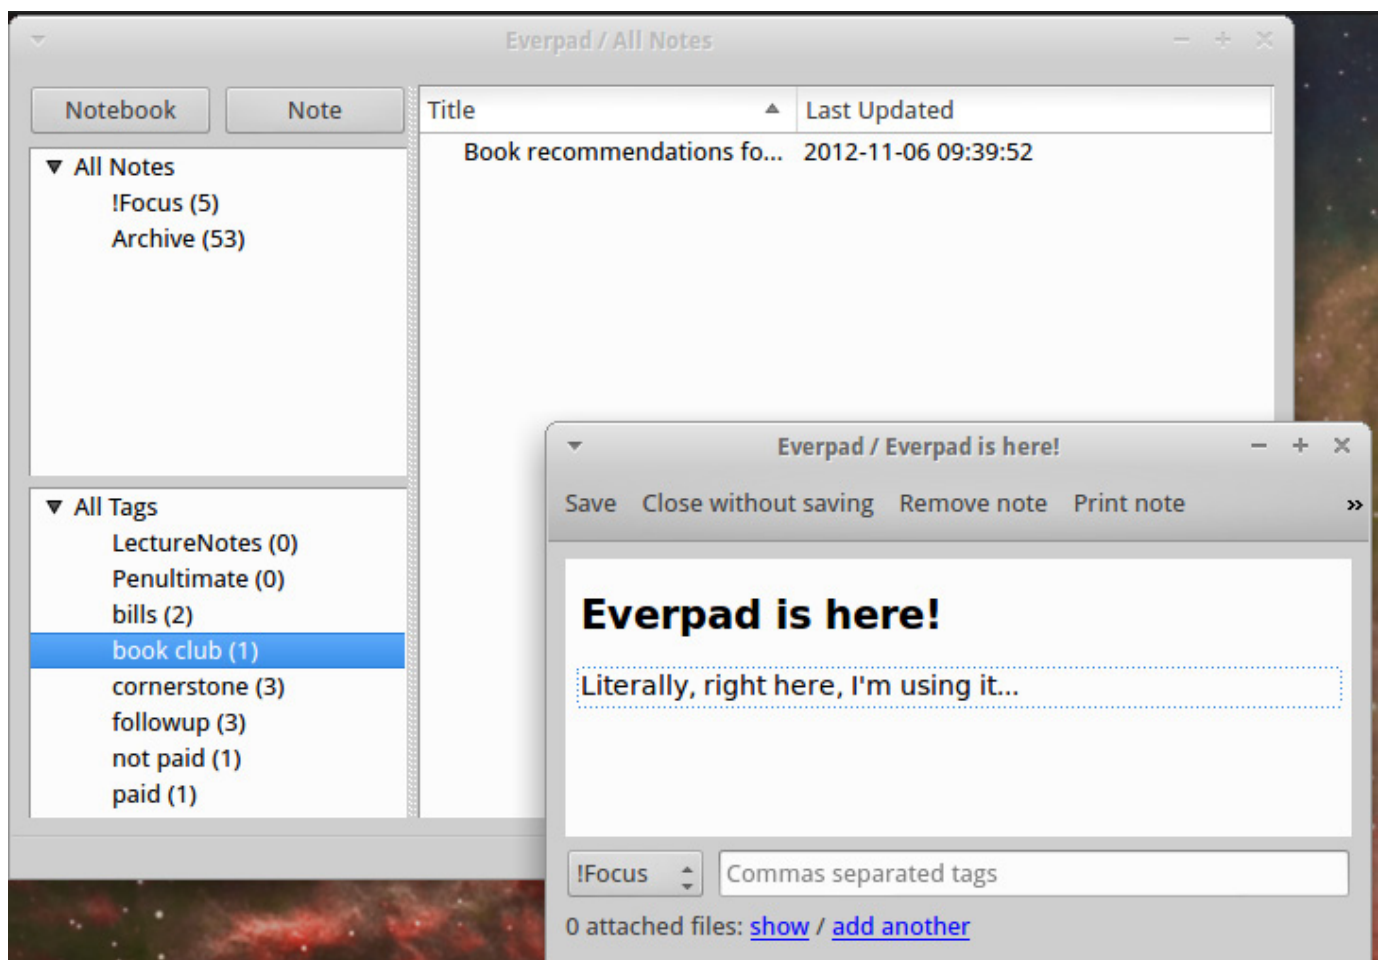 Everpad / All Notes
Notebook
Note
Title
Last Updated
Book recommendations fo...
2012-11-06 09:39:52
All Notes
!Focus (5)
Archive (53)
All Tags
LectureNotes (0)
Penultimate (0)
bills (2)
book club (1)
cornerstone (3)
followup (3)
not paid (1)
paid (1)
Everpad / Everpad is here!
Save
Close without saving
Remove note
Print note
»
Everpad is here!
Literally, right here, I'm using it...
!Focus
Commas separated tags
0 attached files: show / add another